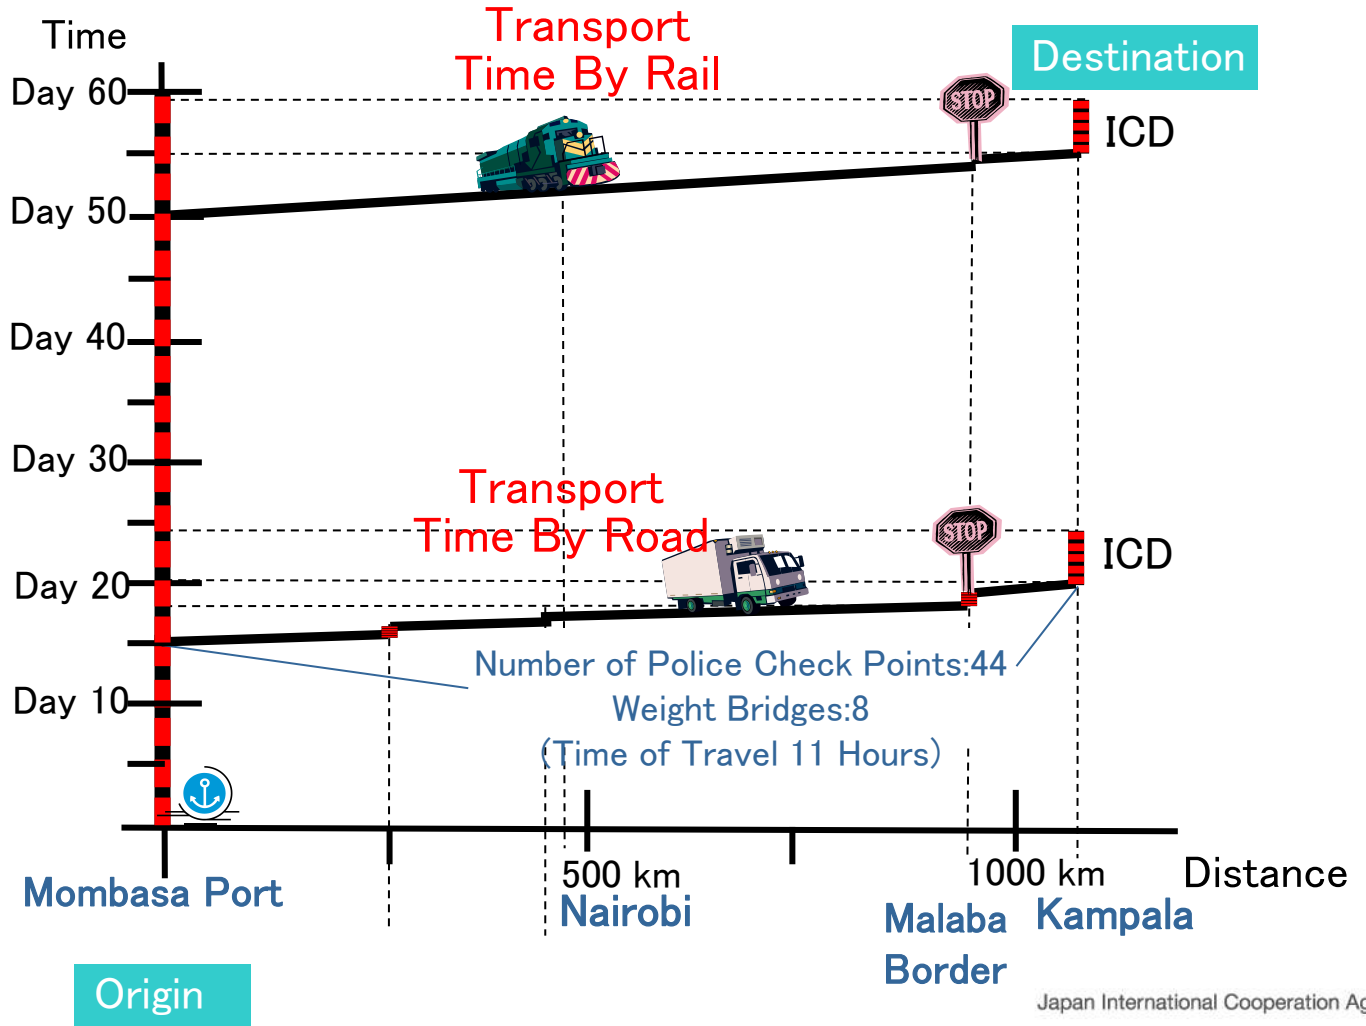 Time
Transport
Time By Rail
Destination
Day 60
STOP
ICD
Day 50
Day 40
Day 30
Transport
Time By Road
STOP
ICD
Day 20
Number of Police Check Points:44
Day 10
Weight Bridges:8
(Time of Travel 11 Hours)
500 km
1000 km
Distance
Mombasa Port
Nairobi
Malaba
Border
Kampala
Origin
Japan International Cooperation Ag